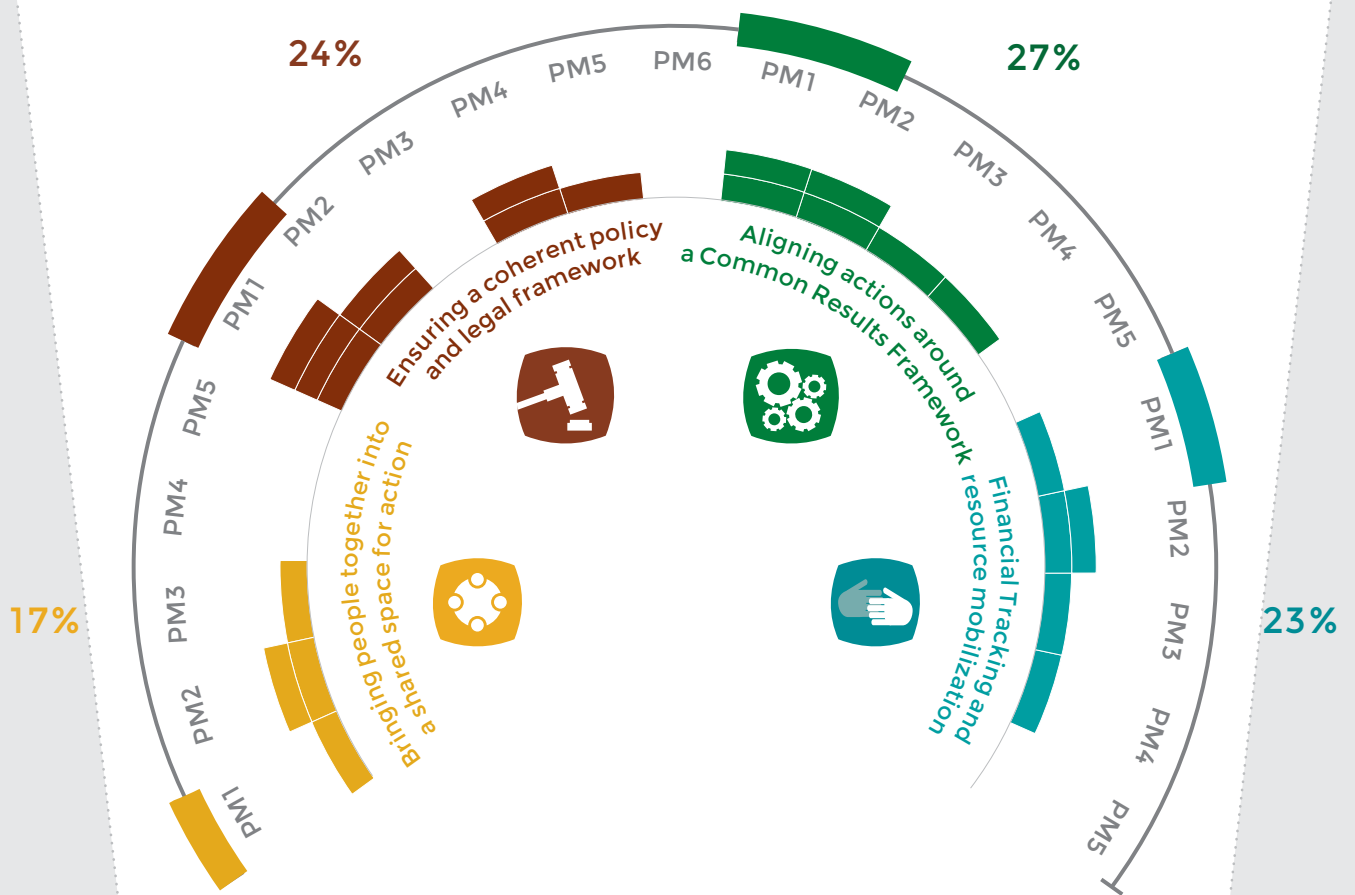 24%
27%
17%
23%
PM1
PM2
PM3
PM4
PM5
PM1
PM2
PM3
PM4
PM5
PM6
PM1
PM2
PM3
PM4
PM5
PM1
PM2
PM3
PM4
PM5
Bringing people together into
a shared space for action
Ensuring a coherent policy
and legal framework
Aligning actions around
a Common Results Framework
Financial Tracking and
resource mobilization